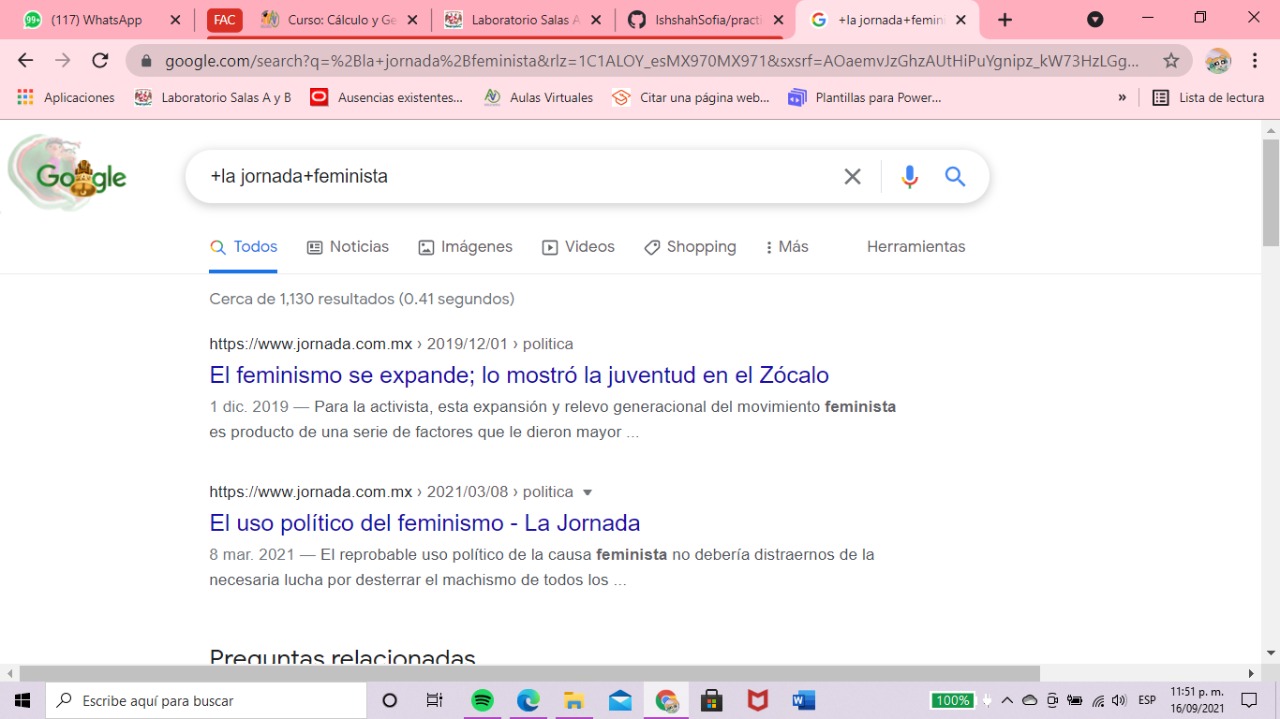 (117) WhatsApp
FAC
Curso: Cálculo y Ge
Laboratorio Salas A
IshshahSofia/practi
+la jornada+femini
google.com/search?q=%2Bla+jornada%2Bfeminista&rlz=1C1ALOY_esMX970MX971&sxsrf=AOaemvJzGhzAUtHiPuYgnipz_kW73HzLGg...
Aplicaciones
Laboratorio Salas A y B
Ausencias existentes...
Aulas Virtuales
Citar una página web...
Plantillas para Power...
»
Lista de lectura
Google
+la jornada+feminista
Todos
Noticias
Imágenes
Videos
Shopping
Más
Herramientas
Cerca de 1,130 resultados (0.41 segundos)
https://www.jornada.com.mx › 2019/12/01 › politica
El feminismo se expande; lo mostró la juventud en el Zócalo
1 dic. 2019 — Para la activista, esta expansión y relevo generacional del movimiento feminista
es producto de una serie de factores que le dieron mayor ...
https://www.jornada.com.mx › 2021/03/08 › politica
El uso político del feminismo - La Jornada
8 mar. 2021 — El reprobable uso político de la causa feminista no debería distraernos de la
necesaria lucha por desterrar el machismo de todos los ...
Preguntas relacionadas
Escribe aquí para buscar
100%
ESP
11:51 p. m.
16/09/2021